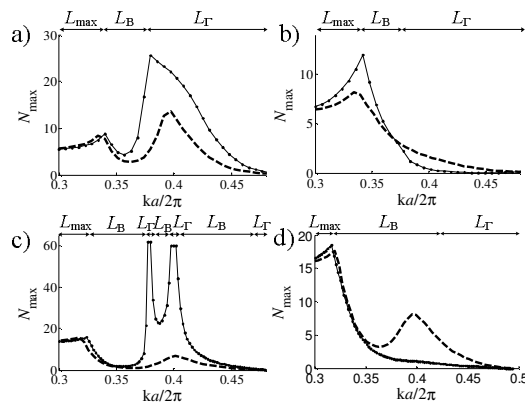 L_max L_B L_Γ
a)
30
20
10
0
N_max
0.3 0.35 0.4 0.45
ka/2π
L_max L_B L_Γ
b)
10
5
0
N_max
0.3 0.35 0.4 0.45
ka/2π
L_max L_B L_Γ L_B L_Γ L_B L_Γ
c)
60
40
20
0
N_max
0.3 0.35 0.4 0.45
ka/2π
L_max L_B L_Γ
d)
20
15
10
5
0
N_max
0.3 0.35 0.4 0.45 0.5
ka/2π